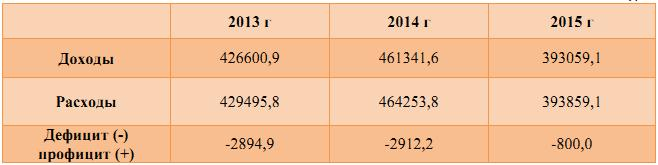 2013 г 2014 г 2015 г
Доходы 426600,9 461341,6 393059,1
Расходы 429495,8 464253,8 393859,1
Дефицит (-)
профицит (+) -2894,9 -2912,2 -800,0